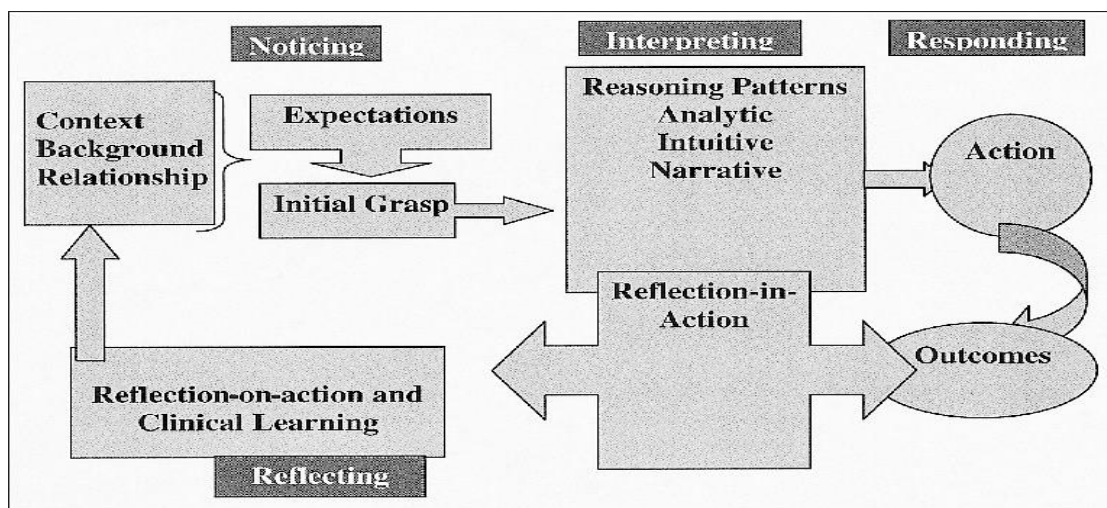 Noticing
Interpreting
Responding
Context
Background
Relationship
Expectations
Initial Grasp
Reasoning Patterns
Analytic
Intuitive
Narrative
Action
Reflection-in-
Action
Outcomes
Reflection-on-action and
Clinical Learning
Reflecting